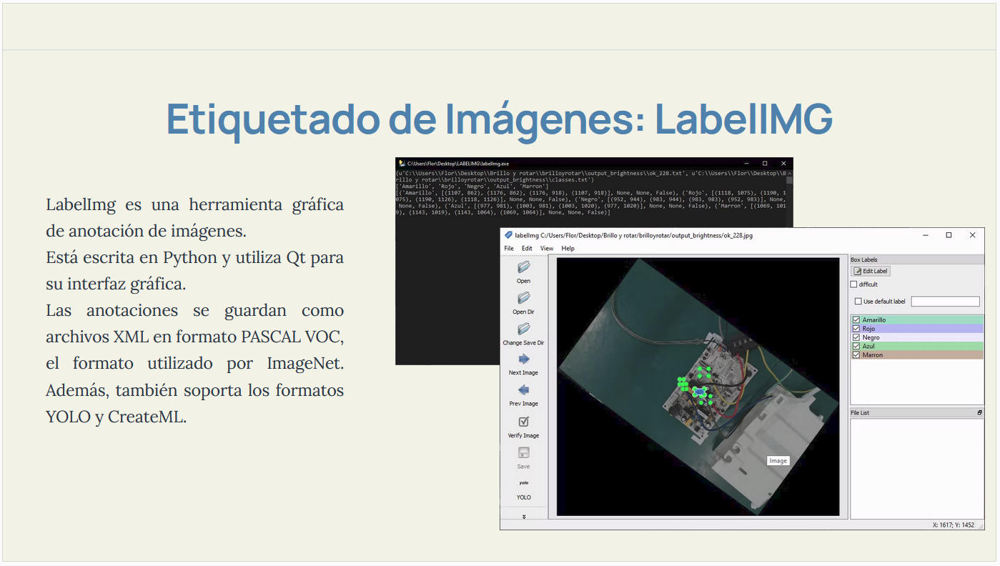 Etiquetado de Imágenes: LabelIMG
LabelImg es una herramienta gráfica
de anotación de imágenes.
Está escrita en Python y utiliza Qt para
su interfaz gráfica.
Las anotaciones se guardan como
archivos XML en formato PASCAL VOC,
el formato utilizado por ImageNet.
Además, también soporta los formatos
YOLO y CreateML.
C:\Users\Flor\Desktop\LABELIMG\labelImg.exe
(u'C:\\Users\\Flor\\Desktop\\Brillo y rotar\\brilloyrotar\\output_brightness\\ok_228.txt', u'C:\\Users\\Flor\\Desktop\\B
rillo y rotar\\brilloyrotar\\output_brightness\\classes.txt')
['Amarillo', 'Rojo', 'Negro', 'Azul', 'Marron']
[('Amarillo', [(1107, 862), (1176, 862), (1176, 918), (1107, 918)], None, None, False), ('Rojo', [(1118, 1075), (1190, 1
075), (1190, 1126), (1118, 1126)], None, None, False), ('Negro', [(952, 944), (983, 944), (983, 983), (952, 983)], None,
None, False), ('Azul', [(977, 981), (1003, 981), (1003, 1020), (977, 1020)], None, None, False), ('Marron', [(1069, 101
9), (1143, 1019), (1143, 1064), (1069, 1064)], None, None, False)]
labelImg C:/Users/Flor/Desktop/Brillo y rotar/brilloyrotar/output_brightness/ok_228.jpg
File Edit View Help
Open
Open Dir
Change Save Dir
Next Image
Prev Image
Verify Image
Save
yolo
YOLO
Image
Box Labels
Edit Label
difficult
Use default label
Amarillo
Rojo
Negro
Azul
Marron
File List
X: 1617; Y: 1452